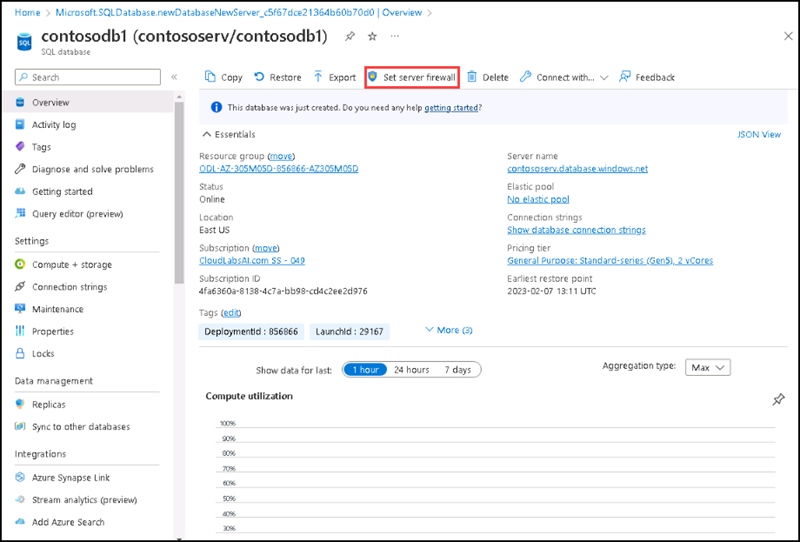 Home > Microsoft.SQLDatabase.newDatabaseNewServer_c5f67dce21364b60b70d0 | Overview >
contosodb1 (contososerv/contosodb1)
SQL database
Search
Overview
Activity log
Tags
Diagnose and solve problems
Getting started
Query editor (preview)
Settings
Compute + storage
Connection strings
Maintenance
Properties
Locks
Data management
Replicas
Sync to other databases
Integrations
Azure Synapse Link
Stream analytics (preview)
Add Azure Search
Copy Restore Export Set server firewall Delete Connect with... Feedback
This database was just created. Do you need any help getting started?
Essentials
JSON View
Resource group (move)
ODL-AZ-305M05D-856866-AZ305M05D
Status
Online
Location
East US
Subscription (move)
CloudLabsAI.com SS - 049
Subscription ID
4fa6360a-8138-4c7a-bb98-cd4c2ee2d976
Server name
contososerv.database.windows.net
Elastic pool
No elastic pool
Connection strings
Show database connection strings
Pricing tier
General Purpose: Standard-series (Gen5), 2 vCores
Earliest restore point
2023-02-07 13:11 UTC
Tags (edit)
DeploymentId : 856866 LaunchId : 29167 More (3)
Show data for last: 1 hour 24 hours 7 days Aggregation type: Max
Compute utilization
100%
90%
80%
70%
60%
50%
40%
30%